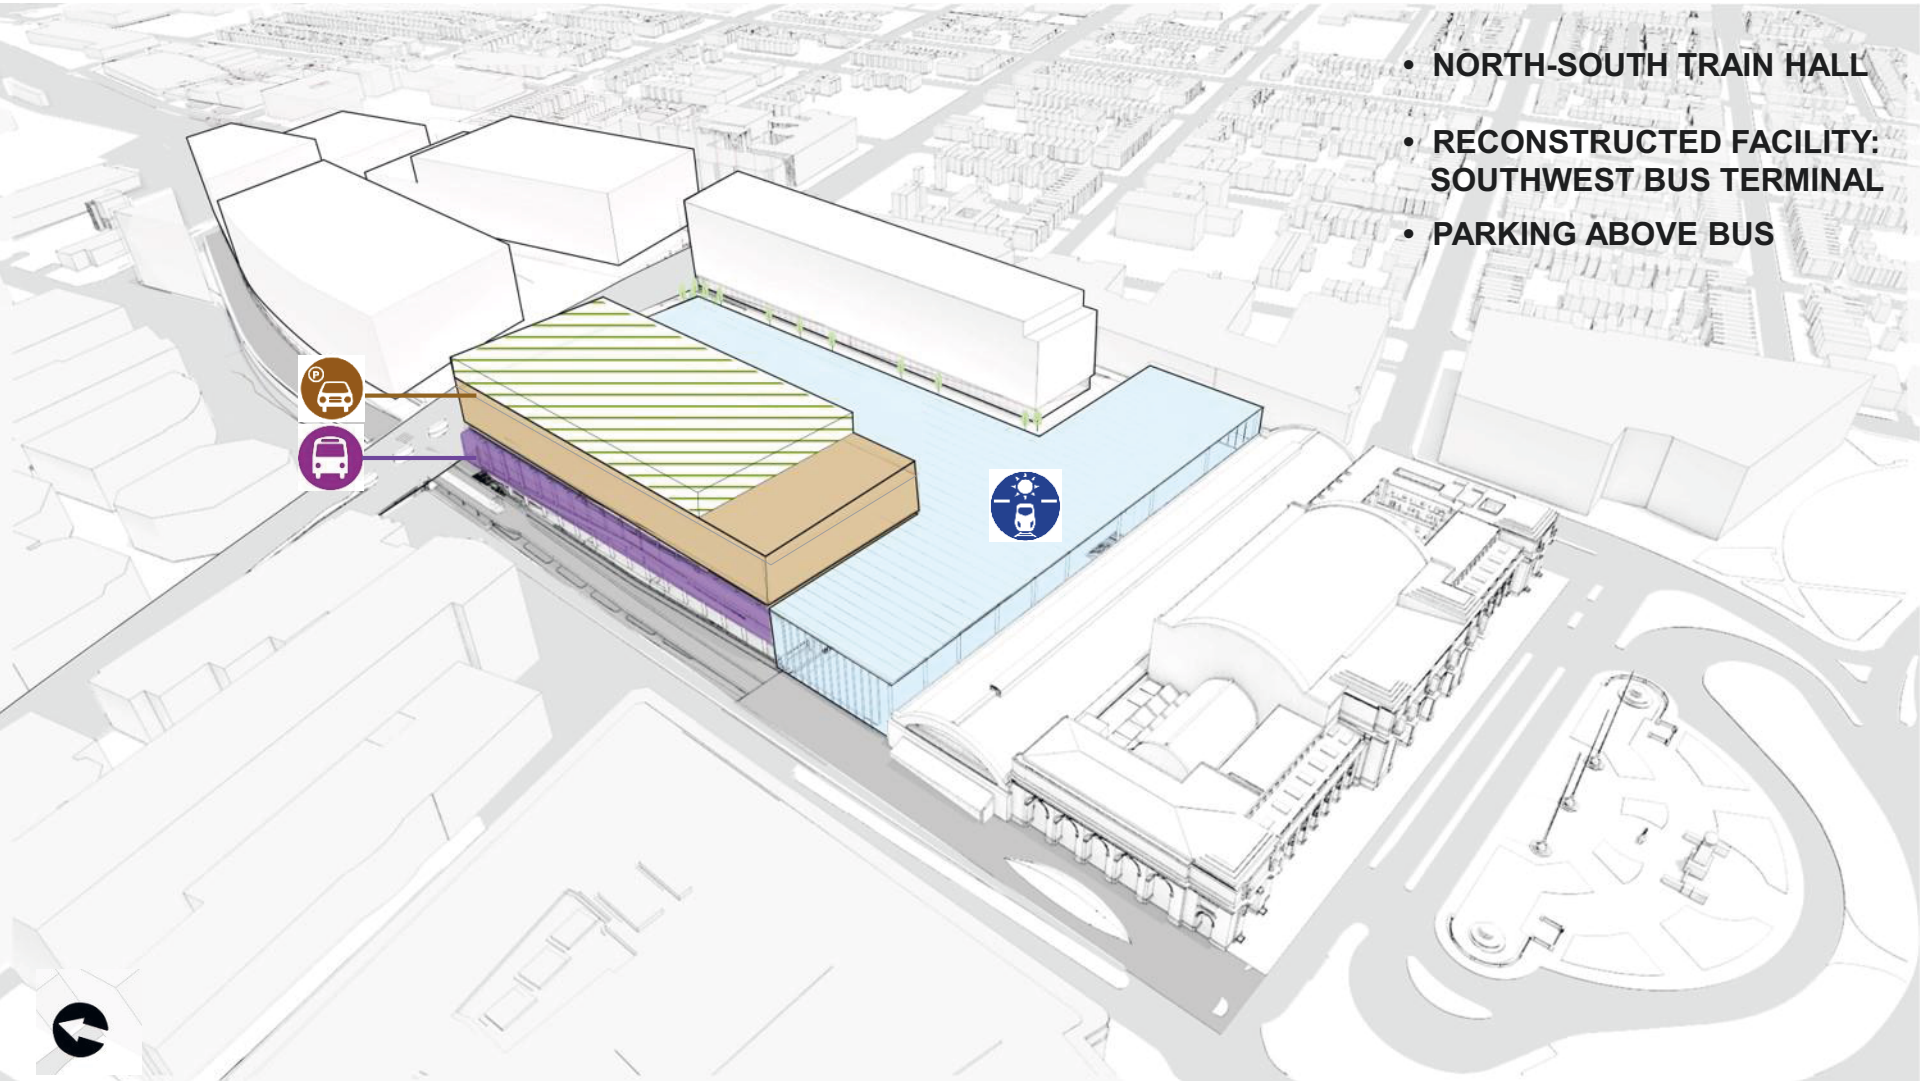 • NORTH-SOUTH TRAIN HALL
• RECONSTRUCTED FACILITY:
SOUTHWEST BUS TERMINAL
• PARKING ABOVE BUS
P